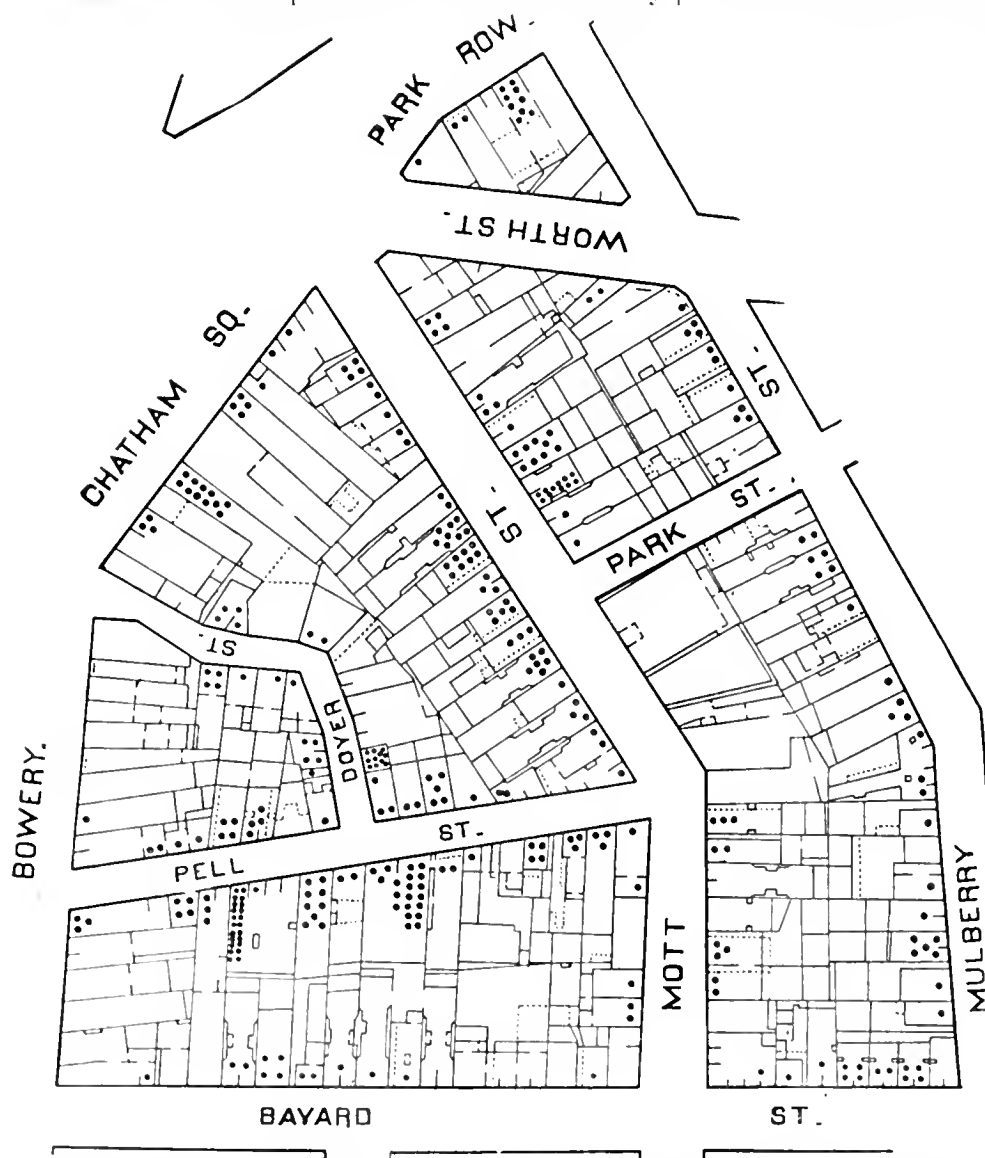 PARK ROW.
WORTH ST.
CHATHAM SQ.
ST.
ST.
PARK ST.
ST.
DOYER
BOWERY.
PELL ST.
MOTT
MULBERRY
BAYARD ST.